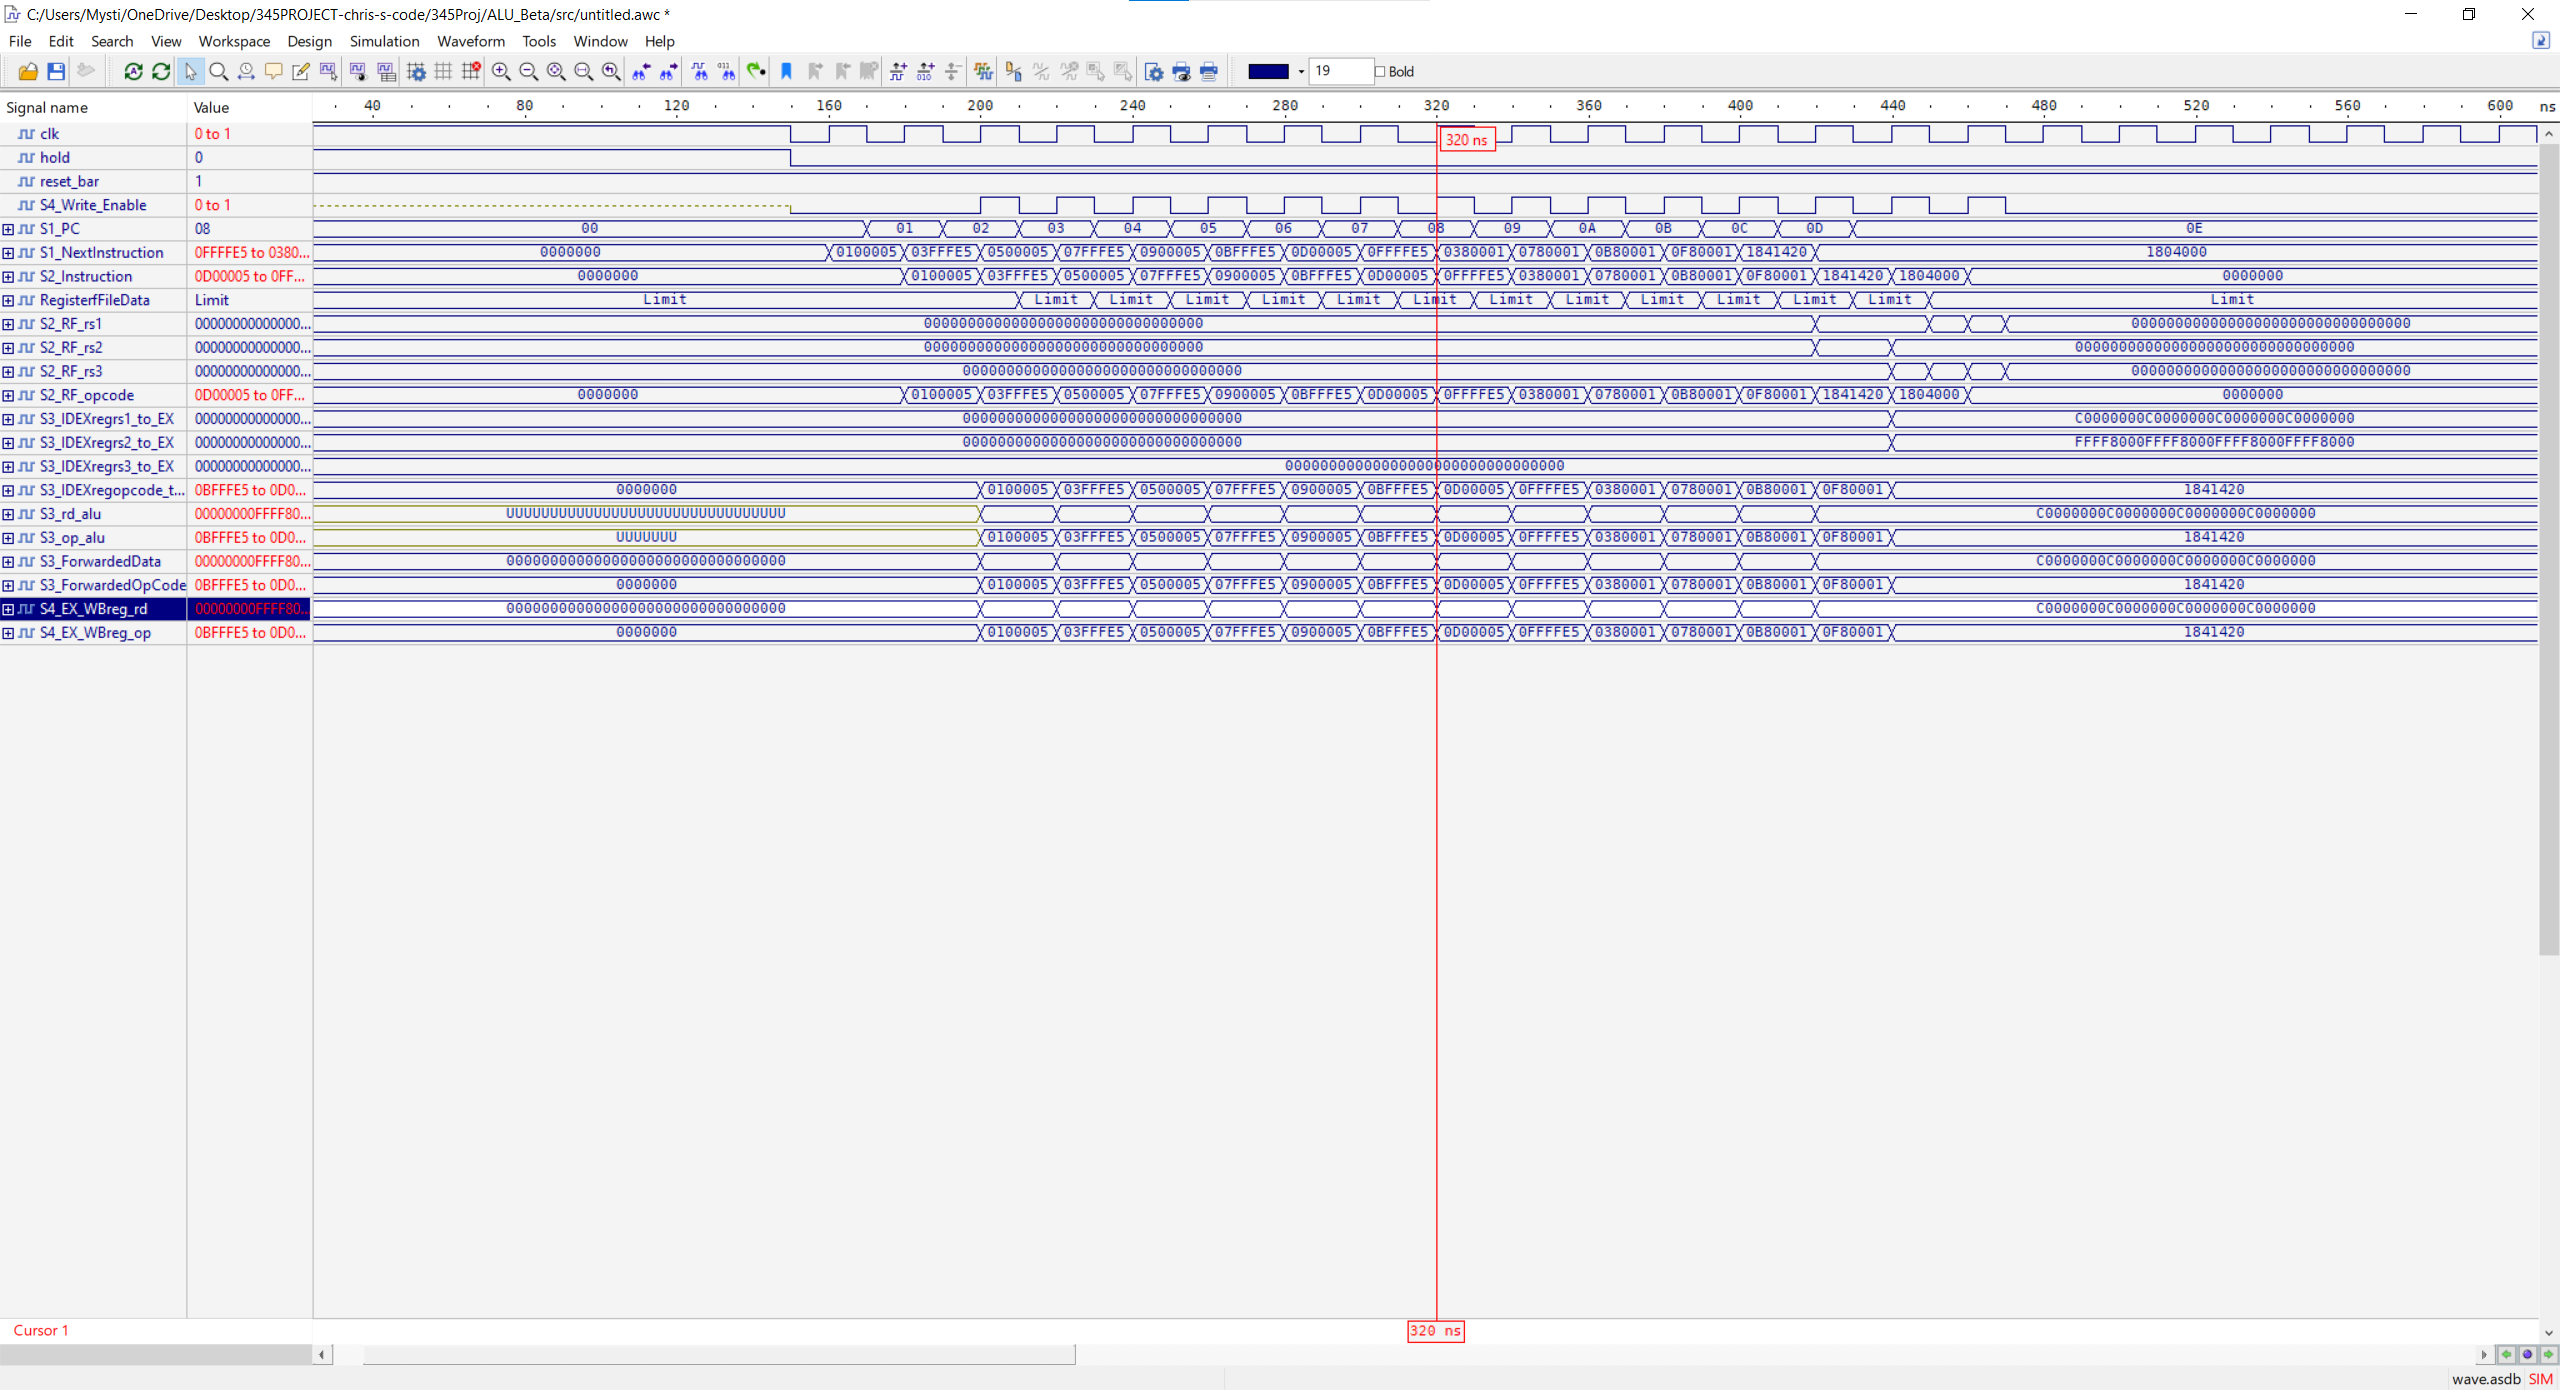 C:/Users/Mysti/OneDrive/Desktop/345PROJECT-chris-s-code/345Proj/ALU_Beta/src/untitled.awc *
File Edit Search View Workspace Design Simulation Waveform Tools Window Help
19 Bold
Signal name Value 40 80 120 160 200 240 280 320 360 400 440 480 520 560 600 ns
clk 0 to 1 320 ns
hold 0
reset_bar 1
S4_Write_Enable 0 to 1
S1_PC 08 00 01 02 03 04 05 06 07 08 09 0A 0B 0C 0D 0E
S1_NextInstruction 0FFFFE5 to 0380... 0000000 0100005 03FFFE5 0500005 07FFFE5 0900005 0BFFFE5 0D00005 0FFFFE5 0380001 0780001 0B80001 0F80001 1841420 1804000
S2_Instruction 0D00005 to 0FF... 0000000 0100005 03FFFE5 0500005 07FFFE5 0900005 0BFFFE5 0D00005 0FFFFE5 0380001 0780001 0B80001 0F80001 1841420 1804000 0000000
RegisterfFileData Limit Limit Limit Limit Limit Limit Limit Limit Limit Limit Limit Limit Limit Limit Limit
S2_RF_rs1 00000000000000... 00000000000000000000000000000000 00000000000000000000000000000000
S2_RF_rs2 00000000000000... 00000000000000000000000000000000 00000000000000000000000000000000
S2_RF_rs3 00000000000000... 00000000000000000000000000000000 00000000000000000000000000000000
S2_RF_opcode 0D00005 to 0FF... 0000000 0100005 03FFFE5 0500005 07FFFE5 0900005 0BFFFE5 0D00005 0FFFFE5 0380001 0780001 0B80001 0F80001 1841420 1804000 0000000
S3_IDEXregrs1_to_EX 00000000000000... 00000000000000000000000000000000 C0000000C0000000C0000000C0000000
S3_IDEXregrs2_to_EX 00000000000000... 00000000000000000000000000000000 FFFF8000FFFF8000FFFF8000FFFF8000
S3_IDEXregrs3_to_EX 00000000000000... 00000000000000000000000000000000
S3_IDEXregopcode_t... 0BFFFE5 to 0D0... 0000000 0100005 03FFFE5 0500005 07FFFE5 0900005 0BFFFE5 0D00005 0FFFFE5 0380001 0780001 0B80001 0F80001 1841420
S3_rd_alu 00000000FFFF80... UUUUUUUUUUUUUUUUUUUUUUUUUUUUUUUU C0000000C0000000C0000000C0000000
S3_op_alu 0BFFFE5 to 0D0... UUUUUUU 0100005 03FFFE5 0500005 07FFFE5 0900005 0BFFFE5 0D00005 0FFFFE5 0380001 0780001 0B80001 0F80001 1841420
S3_ForwardedData 00000000FFFF80... 00000000000000000000000000000000 C0000000C0000000C0000000C0000000
S3_ForwardedOpCode 0BFFFE5 to 0D0... 0000000 0100005 03FFFE5 0500005 07FFFE5 0900005 0BFFFE5 0D00005 0FFFFE5 0380001 0780001 0B80001 0F80001 1841420
S4_EX_WBreg_rd 00000000FFFF80... 00000000000000000000000000000000 C0000000C0000000C0000000C0000000
S4_EX_WBreg_op 0BFFFE5 to 0D0... 0000000 0100005 03FFFE5 0500005 07FFFE5 0900005 0BFFFE5 0D00005 0FFFFE5 0380001 0780001 0B80001 0F80001 1841420
Cursor 1 320 ns
wave.asdb SIM